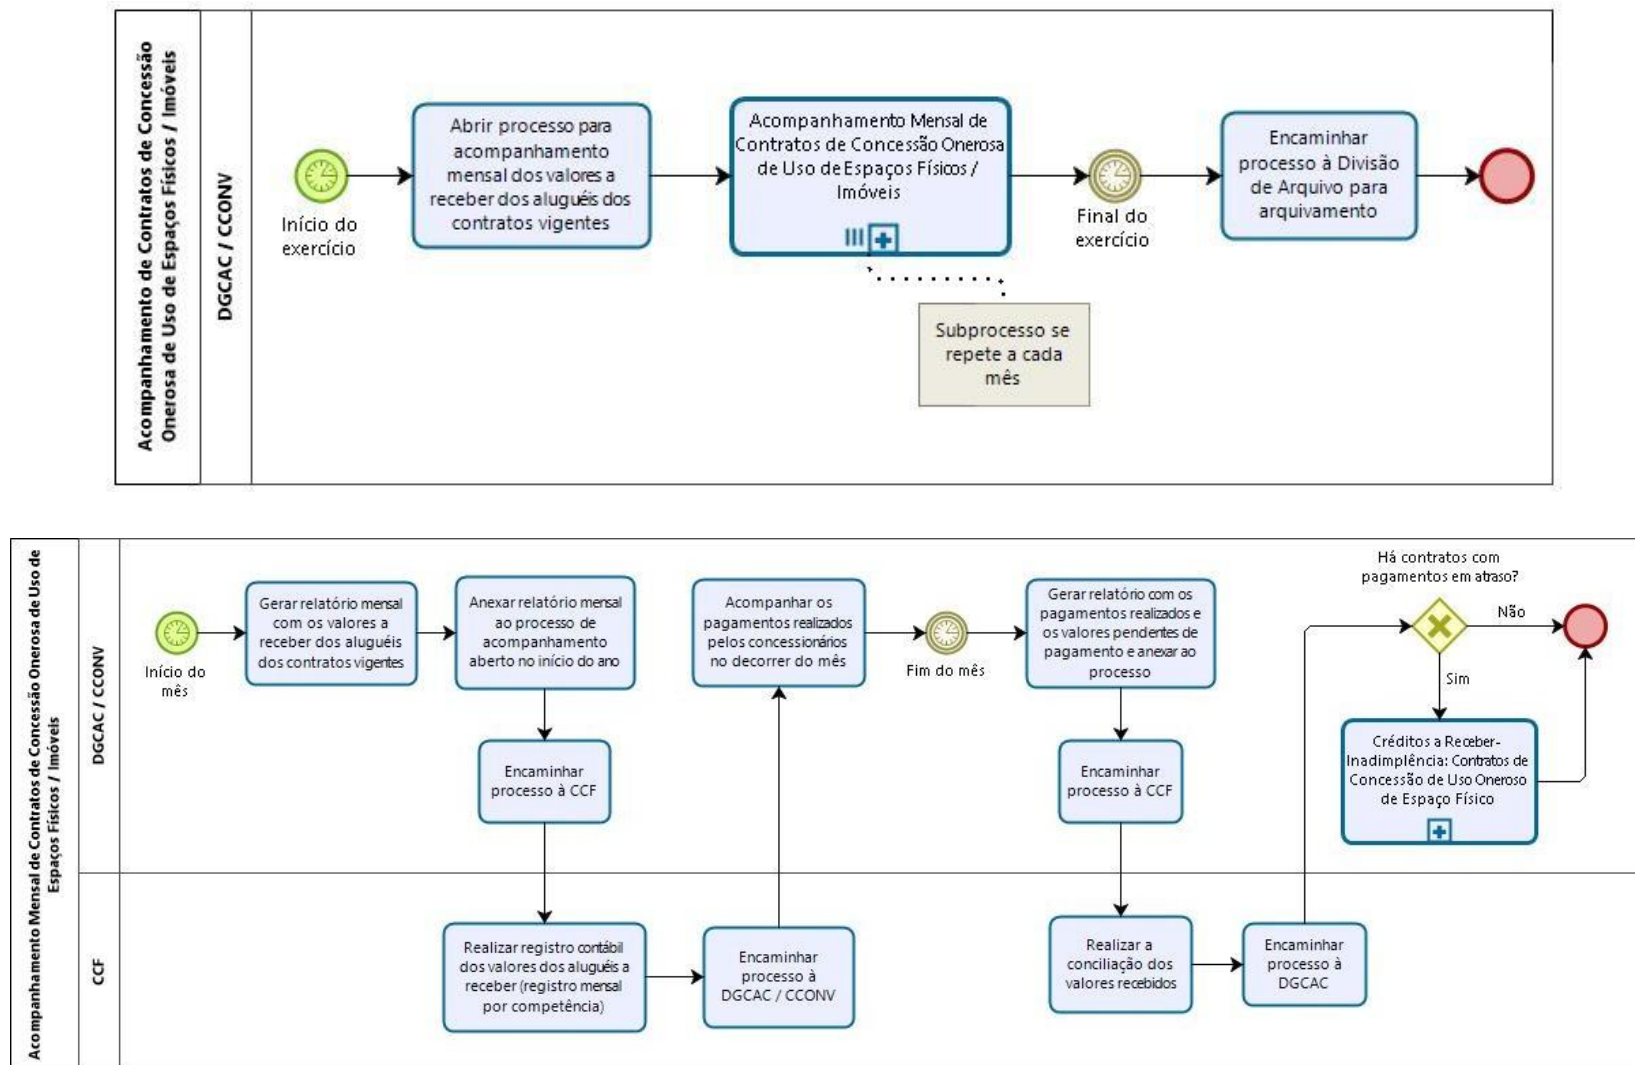 Acompanhamento de Contratos de Concessão
Onerosa de Uso de Espaços Físicos / Imóveis
DGCAC / CCONV
Início do
exercício
Abrir processo para
acompanhamento
mensal dos valores a
receber dos aluguéis dos
contratos vigentes
Acompanhamento Mensal de
Contratos de Concessão Onerosa
de Uso de Espaços Físicos /
Imóveis
Subprocesso se
repete a cada
mês
Final do
exercício
Encaminhar
processo à Divisão
de Arquivo para
arquivamento
Acompanhamento Mensal de Contratos de Concessão Onerosa de Uso de
Espaços Físicos / Imóveis
DGCAC / CCONV
Início do
mês
Gerar relatório mensal
com os valores a
receber dos aluguéis
dos contratos vigentes
Anexar relatório mensal
ao processo de
acompanhamento
aberto no início do ano
Encaminhar
processo à CCF
Acompanhar os
pagamentos realizados
pelos concessionários
no decorrer do mês
Fim do mês
Gerar relatório com os
pagamentos realizados e
os valores pendentes de
pagamento e anexar ao
processo
Encaminhar
processo à CCF
Há contratos com
pagamentos em atraso?
Não
Sim
Créditos a Receber-
Inadimplência: Contratos de
Concessão de Uso Oneroso
de Espaço Físico
CCF
Realizar registro contábil
dos valores dos aluguéis a
receber (registro mensal
por competência)
Encaminhar
processo à
DGCAC / CCONV
Realizar a
conciliação dos
valores recebidos
Encaminhar
processo à
DGCAC